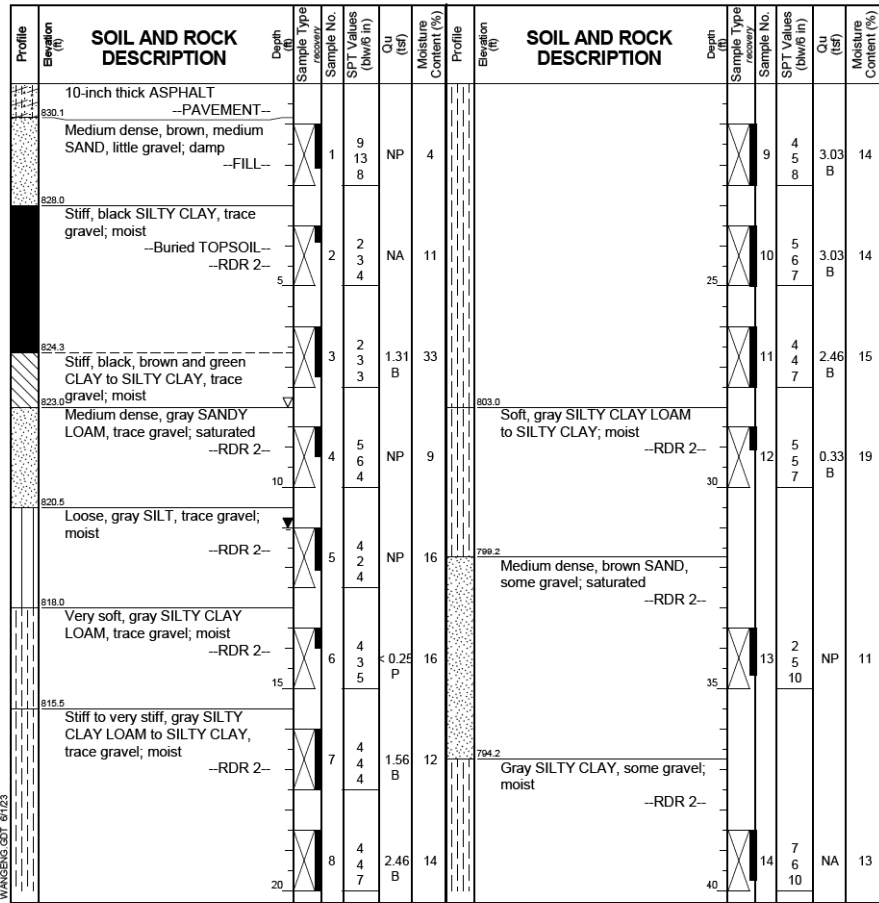 Profile
Elevation
(ft)
SOIL AND ROCK
DESCRIPTION
Depth
(ft)
Sample Type
recovery
Sample No.
SPT Values
(blw/6 in)
Qu
(tsf)
Moisture
Content (%)
10-inch thick ASPHALT
830.1
--PAVEMENT--
Medium dense, brown, medium
SAND, little gravel; damp
--FILL--
1
9
13
8
NP
4
828.0
Stiff, black SILTY CLAY, trace
gravel; moist
--Buried TOPSOIL--
--RDR 2--
5
2
2
3
4
NA
11
824.3
3
2
3
3
1.31
B
33
Stiff, black, brown and green
CLAY to SILTY CLAY, trace
gravel; moist
823.0
Medium dense, gray SANDY
LOAM, trace gravel; saturated
--RDR 2--
10
4
5
6
4
NP
9
820.5
Loose, gray SILT, trace gravel;
moist
--RDR 2--
5
4
2
4
NP
16
818.0
Very soft, gray SILTY CLAY
LOAM, trace gravel; moist
--RDR 2--
15
6
4
3
5
< 0.25
P
16
815.5
Stiff to very stiff, gray SILTY
CLAY LOAM to SILTY CLAY,
trace gravel; moist
--RDR 2--
7
4
4
4
1.56
B
12
20
8
4
4
7
2.46
B
14
Profile
Elevation
(ft)
SOIL AND ROCK
DESCRIPTION
Depth
(ft)
Sample Type
recovery
Sample No.
SPT Values
(blw/6 in)
Qu
(tsf)
Moisture
Content (%)
9
4
5
8
3.03
B
14
25
10
5
6
7
3.03
B
14
11
4
4
7
2.46
B
15
803.0
Soft, gray SILTY CLAY LOAM
to SILTY CLAY; moist
--RDR 2--
30
12
5
5
7
0.33
B
19
799.2
Medium dense, brown SAND,
some gravel; saturated
--RDR 2--
35
13
2
5
10
NP
11
794.2
Gray SILTY CLAY, some gravel;
moist
--RDR 2--
40
14
7
6
10
NA
13
WANGENG.GDT 6/1/23